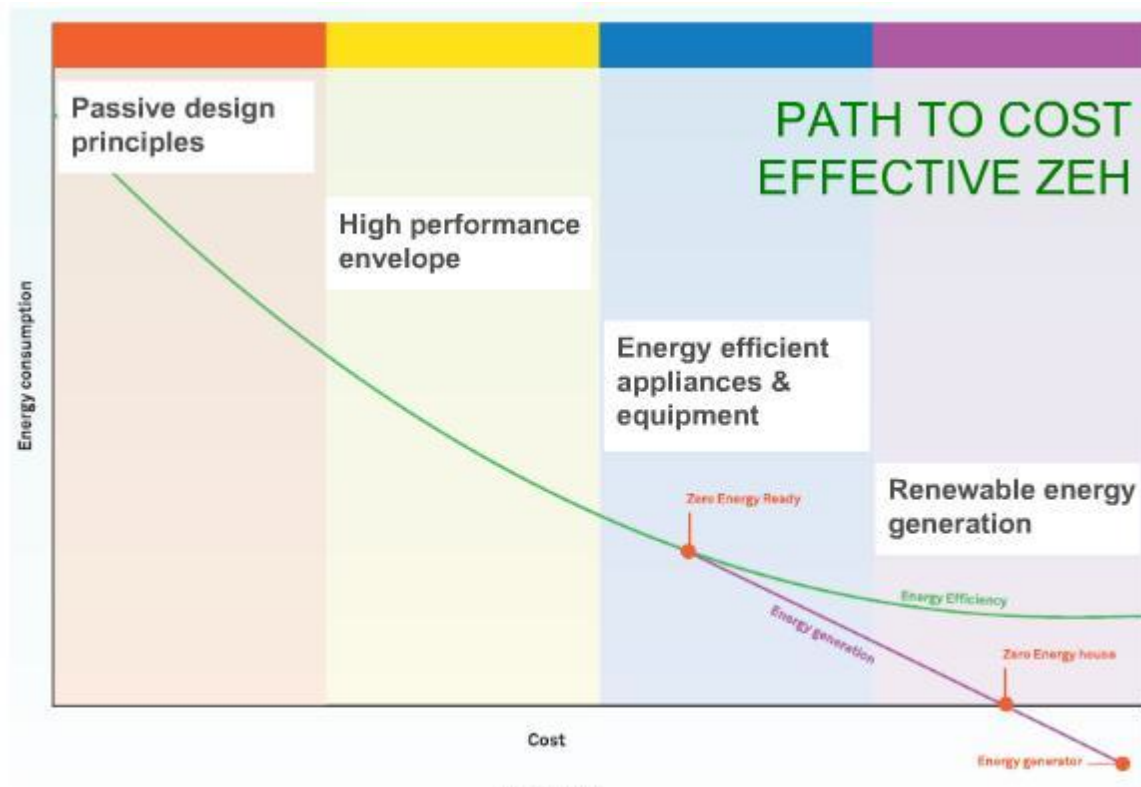 PATH TO COST
EFFECTIVE ZEH
Passive design
principles
High performance
envelope
Energy efficient
appliances &
equipment
Renewable energy
generation
Energy consumption
Zero Energy Ready
Energy Efficiency
Energy generation
Zero Energy house
Cost
Energy generator